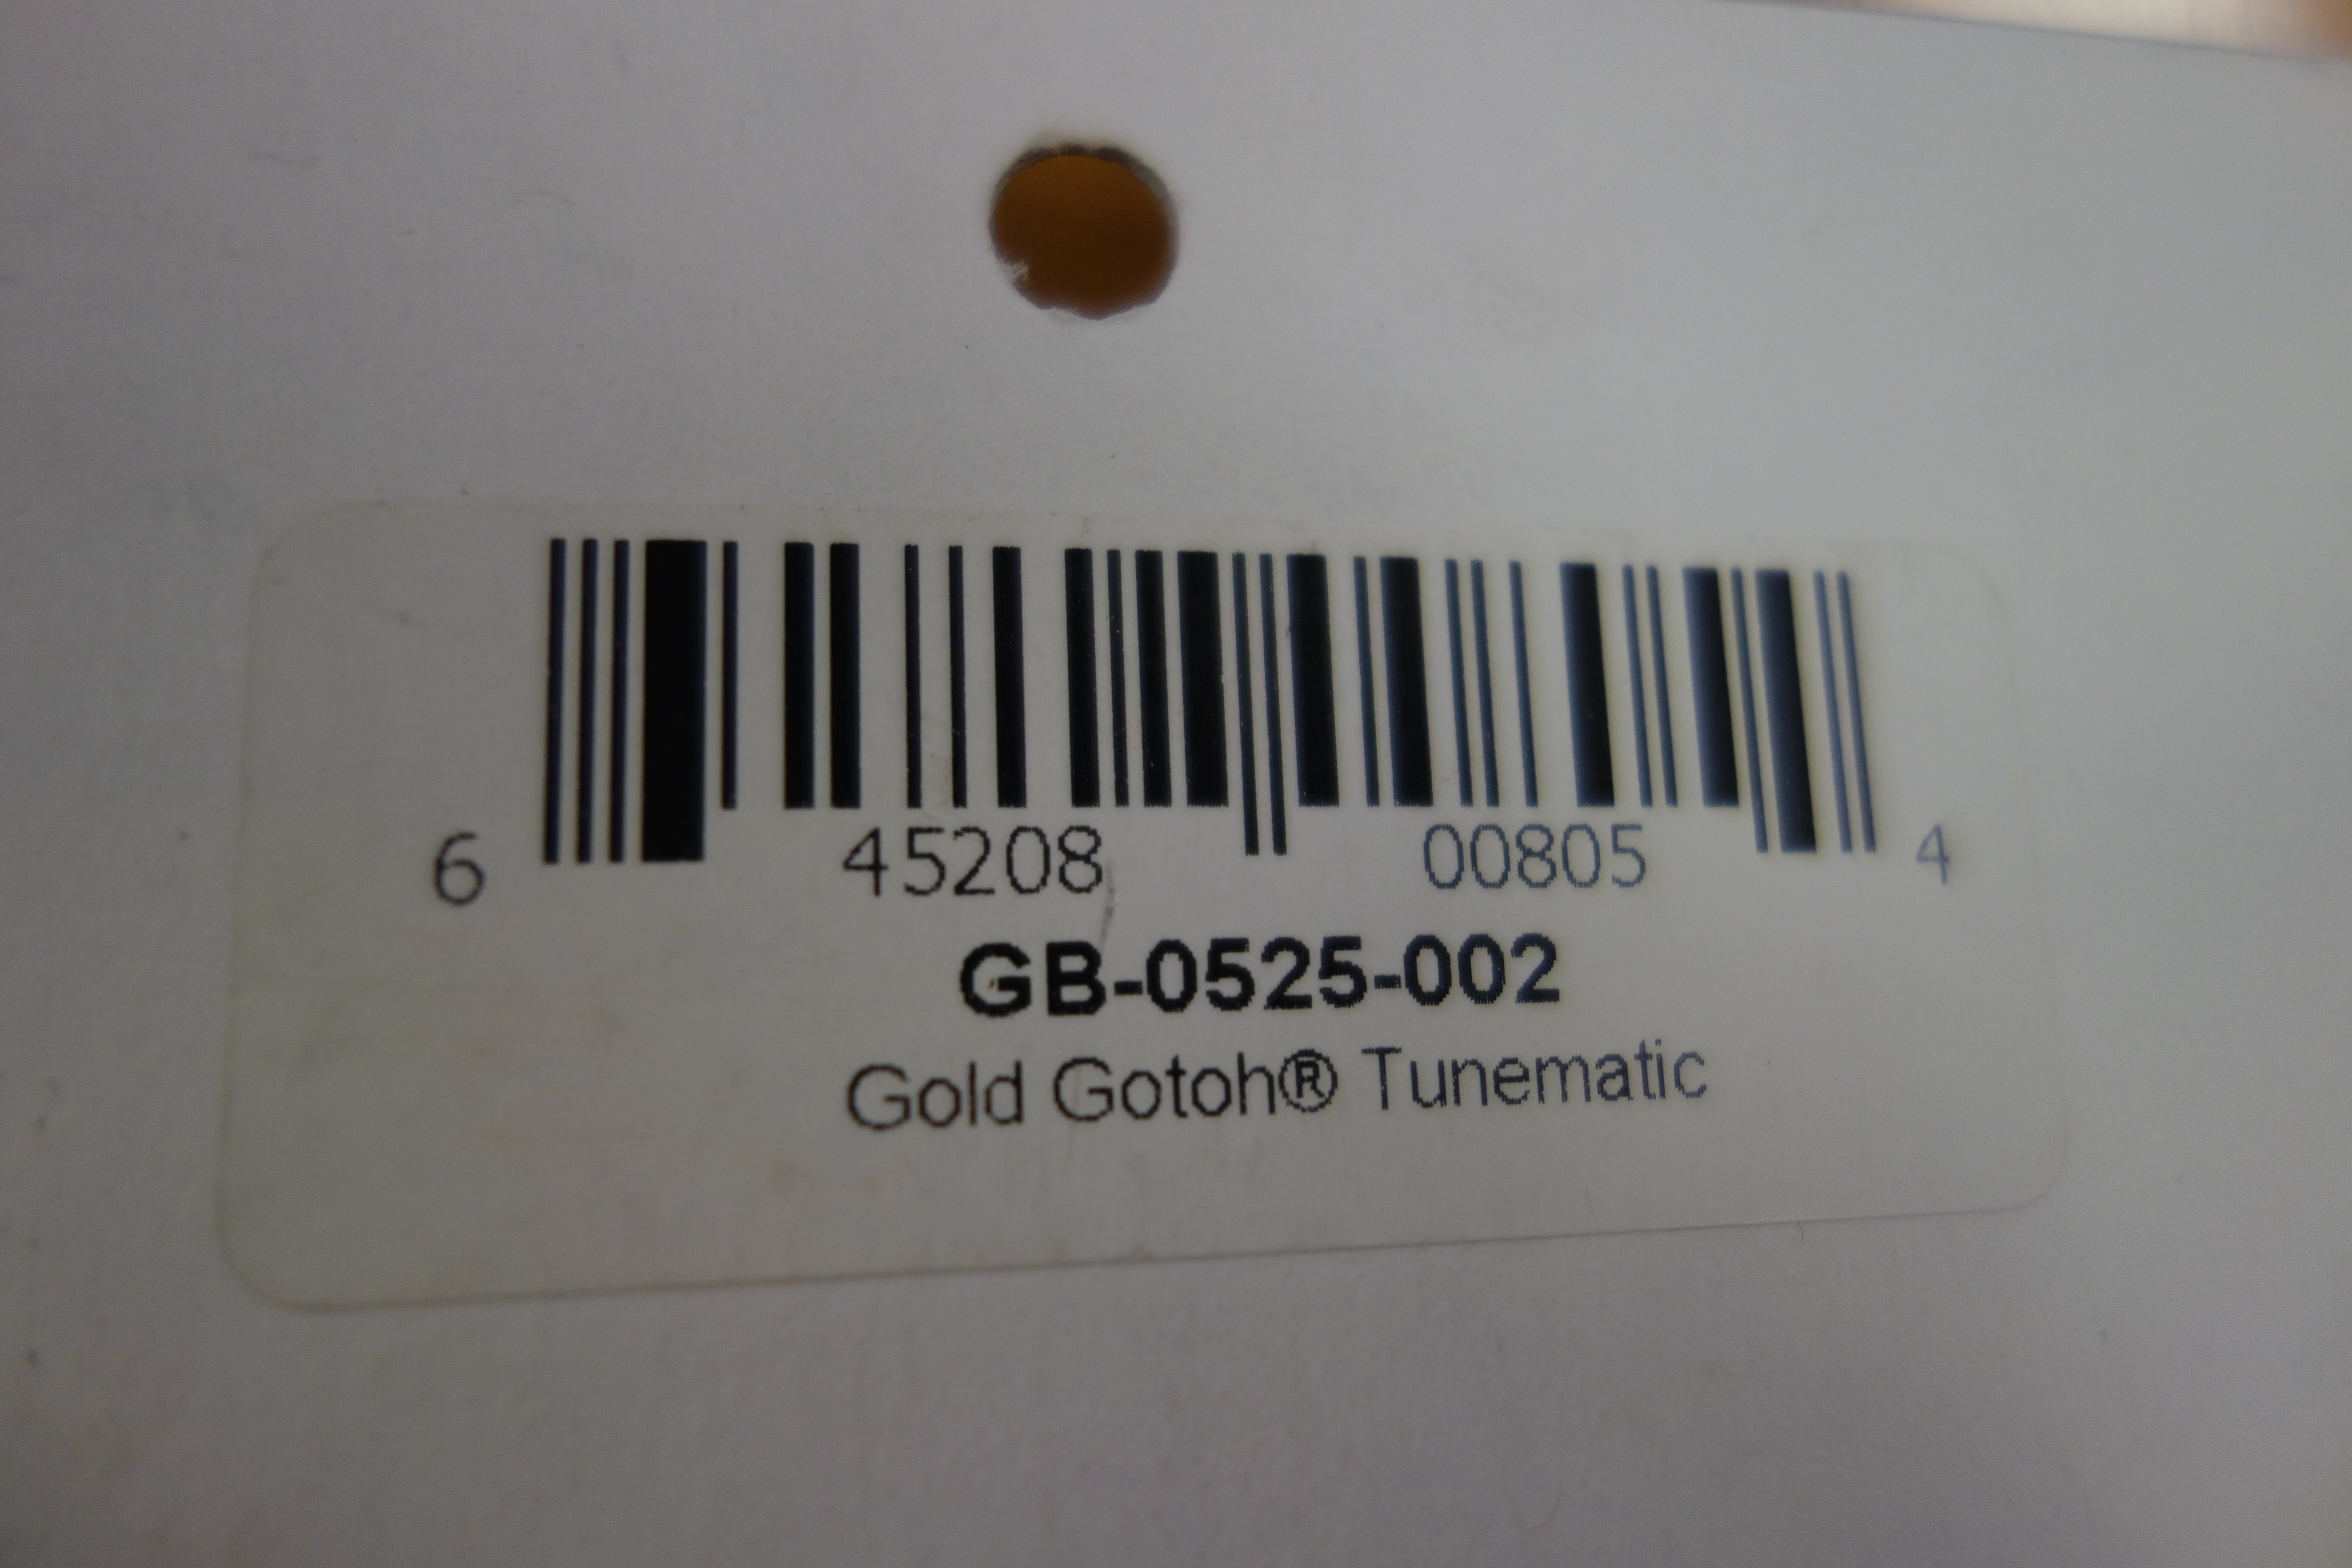 6 45208 00805 4
GB-0525-002
Gold Gotoh® Tunematic